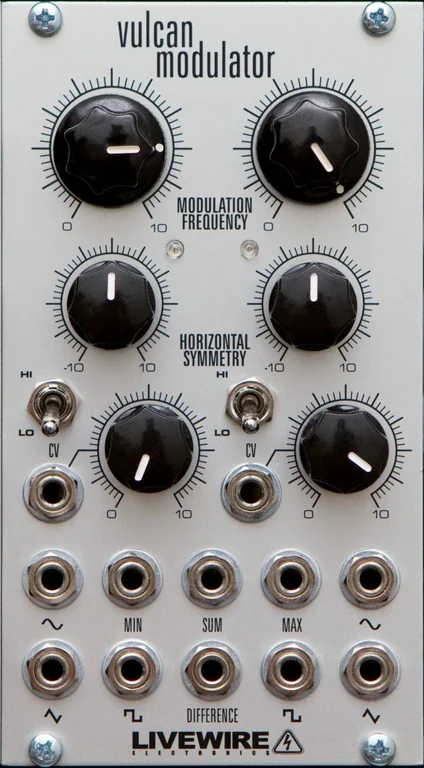 vulcan
modulator
0 10 0 10
MODULATION
FREQUENCY
-10 10 -10 10
HORIZONTAL
SYMMETRY
HI HI
LO LO
CV CV
0 10 0 10
MIN SUM MAX
DIFFERENCE
LIVEWIRE
ELECTRONICS